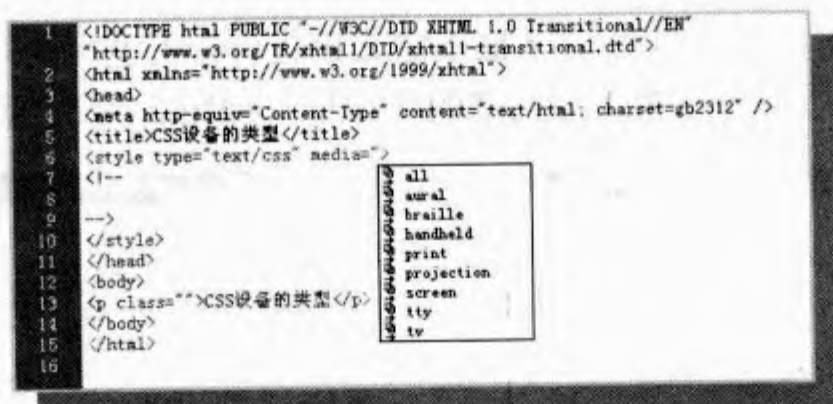 1 <!DOCTYPE html PUBLIC "-//W3C//DTD XHTML 1.0 Transitional//EN"
"http://www.w3.org/TR/xhtml1/DTD/xhtml1-transitional.dtd">
2 <html xmlns="http://www.w3.org/1999/xhtml">
3 <head>
4 <meta http-equiv="Content-Type" content="text/html; charset=gb2312" />
5 <title>CSS设备的类型</title>
6 <style type="text/css" media=">
7 <!--
8
9 -->
10 </style>
11 </head>
12 <body>
13 <p class="">CSS设备的类型</p>
14 </body>
15 </html>
16
all
aural
braille
handheld
print
projection
screen
tty
tv